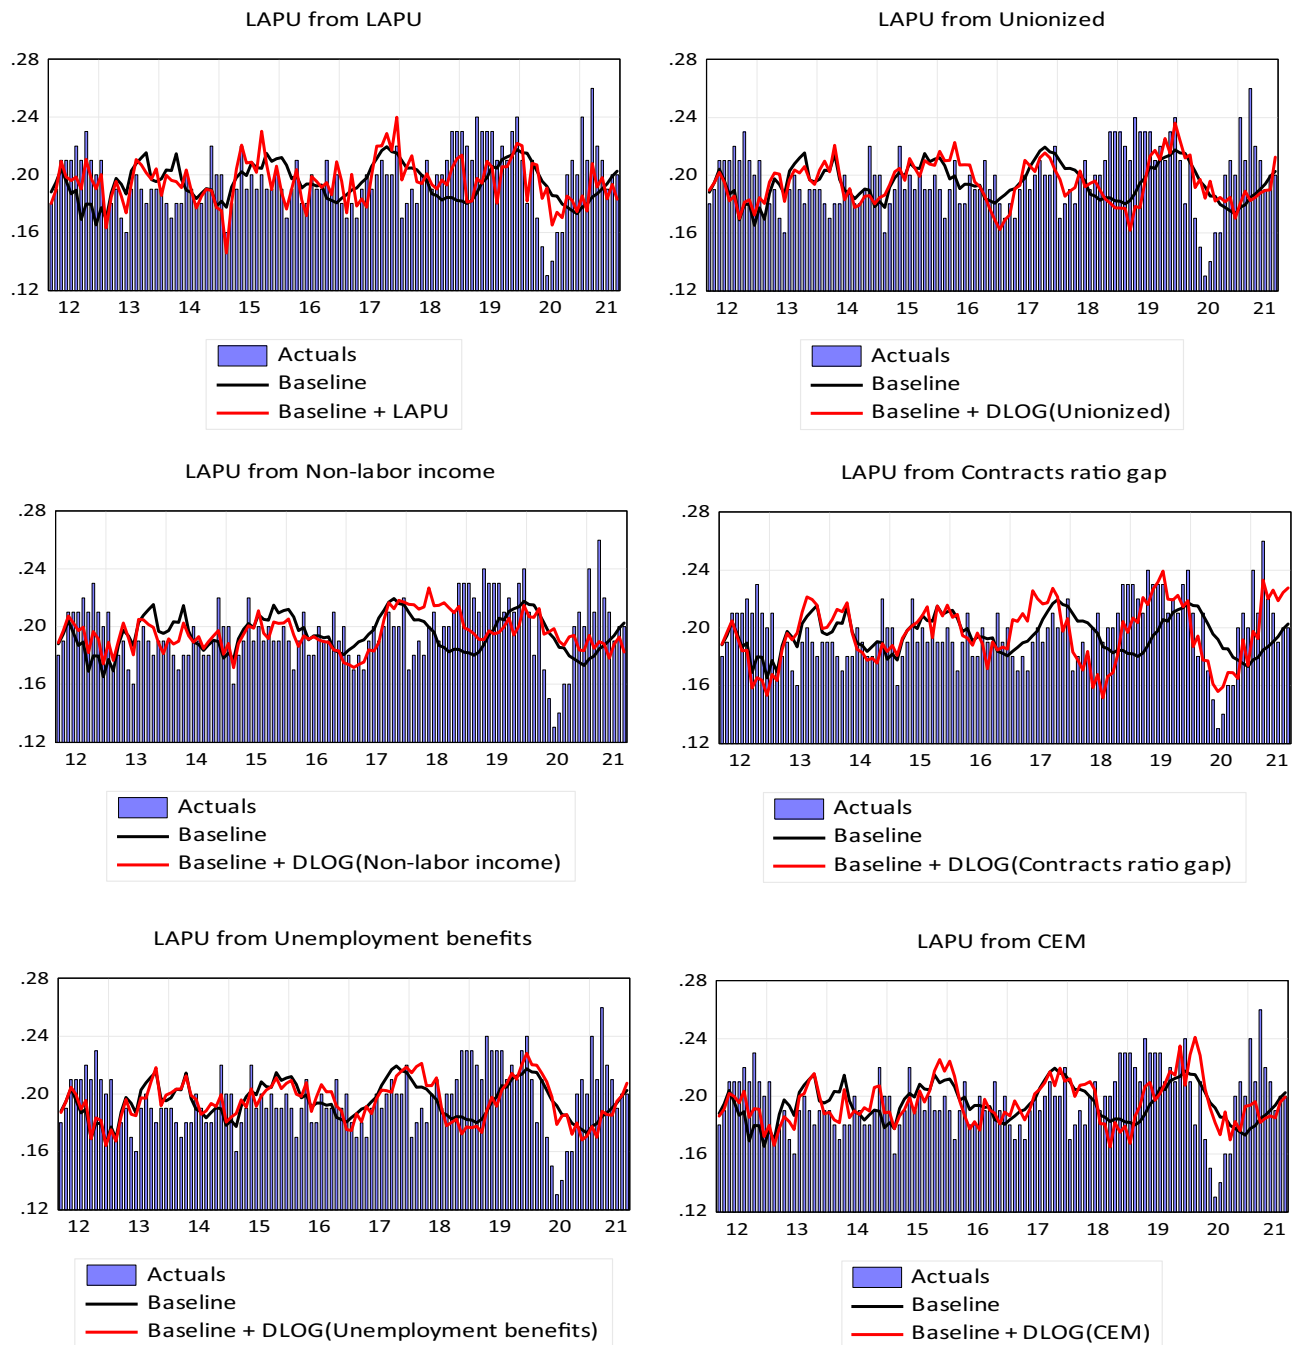 LAPU from LAPU
.28
.24
.20
.16
.12
12 13 14 15 16 17 18 19 20 21
Actuals
Baseline
Baseline + LAPU
LAPU from Unionized
.28
.24
.20
.16
.12
12 13 14 15 16 17 18 19 20 21
Actuals
Baseline
Baseline + DLOG(Unionized)
LAPU from Non-labor income
.28
.24
.20
.16
.12
12 13 14 15 16 17 18 19 20 21
Actuals
Baseline
Baseline + DLOG(Non-labor income)
LAPU from Contracts ratio gap
.28
.24
.20
.16
.12
12 13 14 15 16 17 18 19 20 21
Actuals
Baseline
Baseline + DLOG(Contracts ratio gap)
LAPU from Unemployment benefits
.28
.24
.20
.16
.12
12 13 14 15 16 17 18 19 20 21
Actuals
Baseline
Baseline + DLOG(Unemployment benefits)
LAPU from CEM
.28
.24
.20
.16
.12
12 13 14 15 16 17 18 19 20 21
Actuals
Baseline
Baseline + DLOG(CEM)